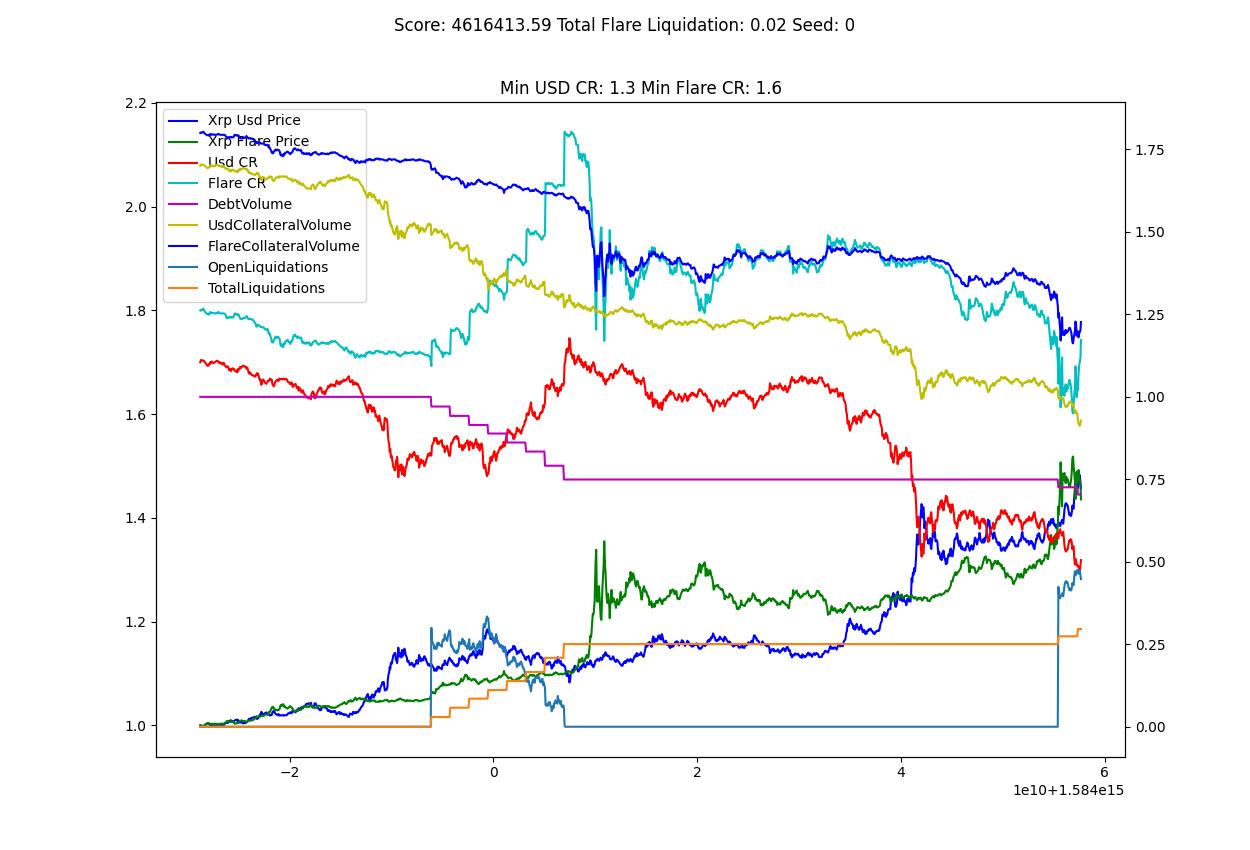 Score: 4616413.59 Total Flare Liquidation: 0.02 Seed: 0
Min USD CR: 1.3 Min Flare CR: 1.6
Xrp Usd Price
Xrp Flare Price
Usd CR
Flare CR
DebtVolume
UsdCollateralVolume
FlareCollateralVolume
OpenLiquidations
TotalLiquidations
2.2
2.0
1.8
1.6
1.4
1.2
1.0
1.75
1.50
1.25
1.00
0.75
0.50
0.25
0.00
−2 0 2 4 6
1e10+1.584e15